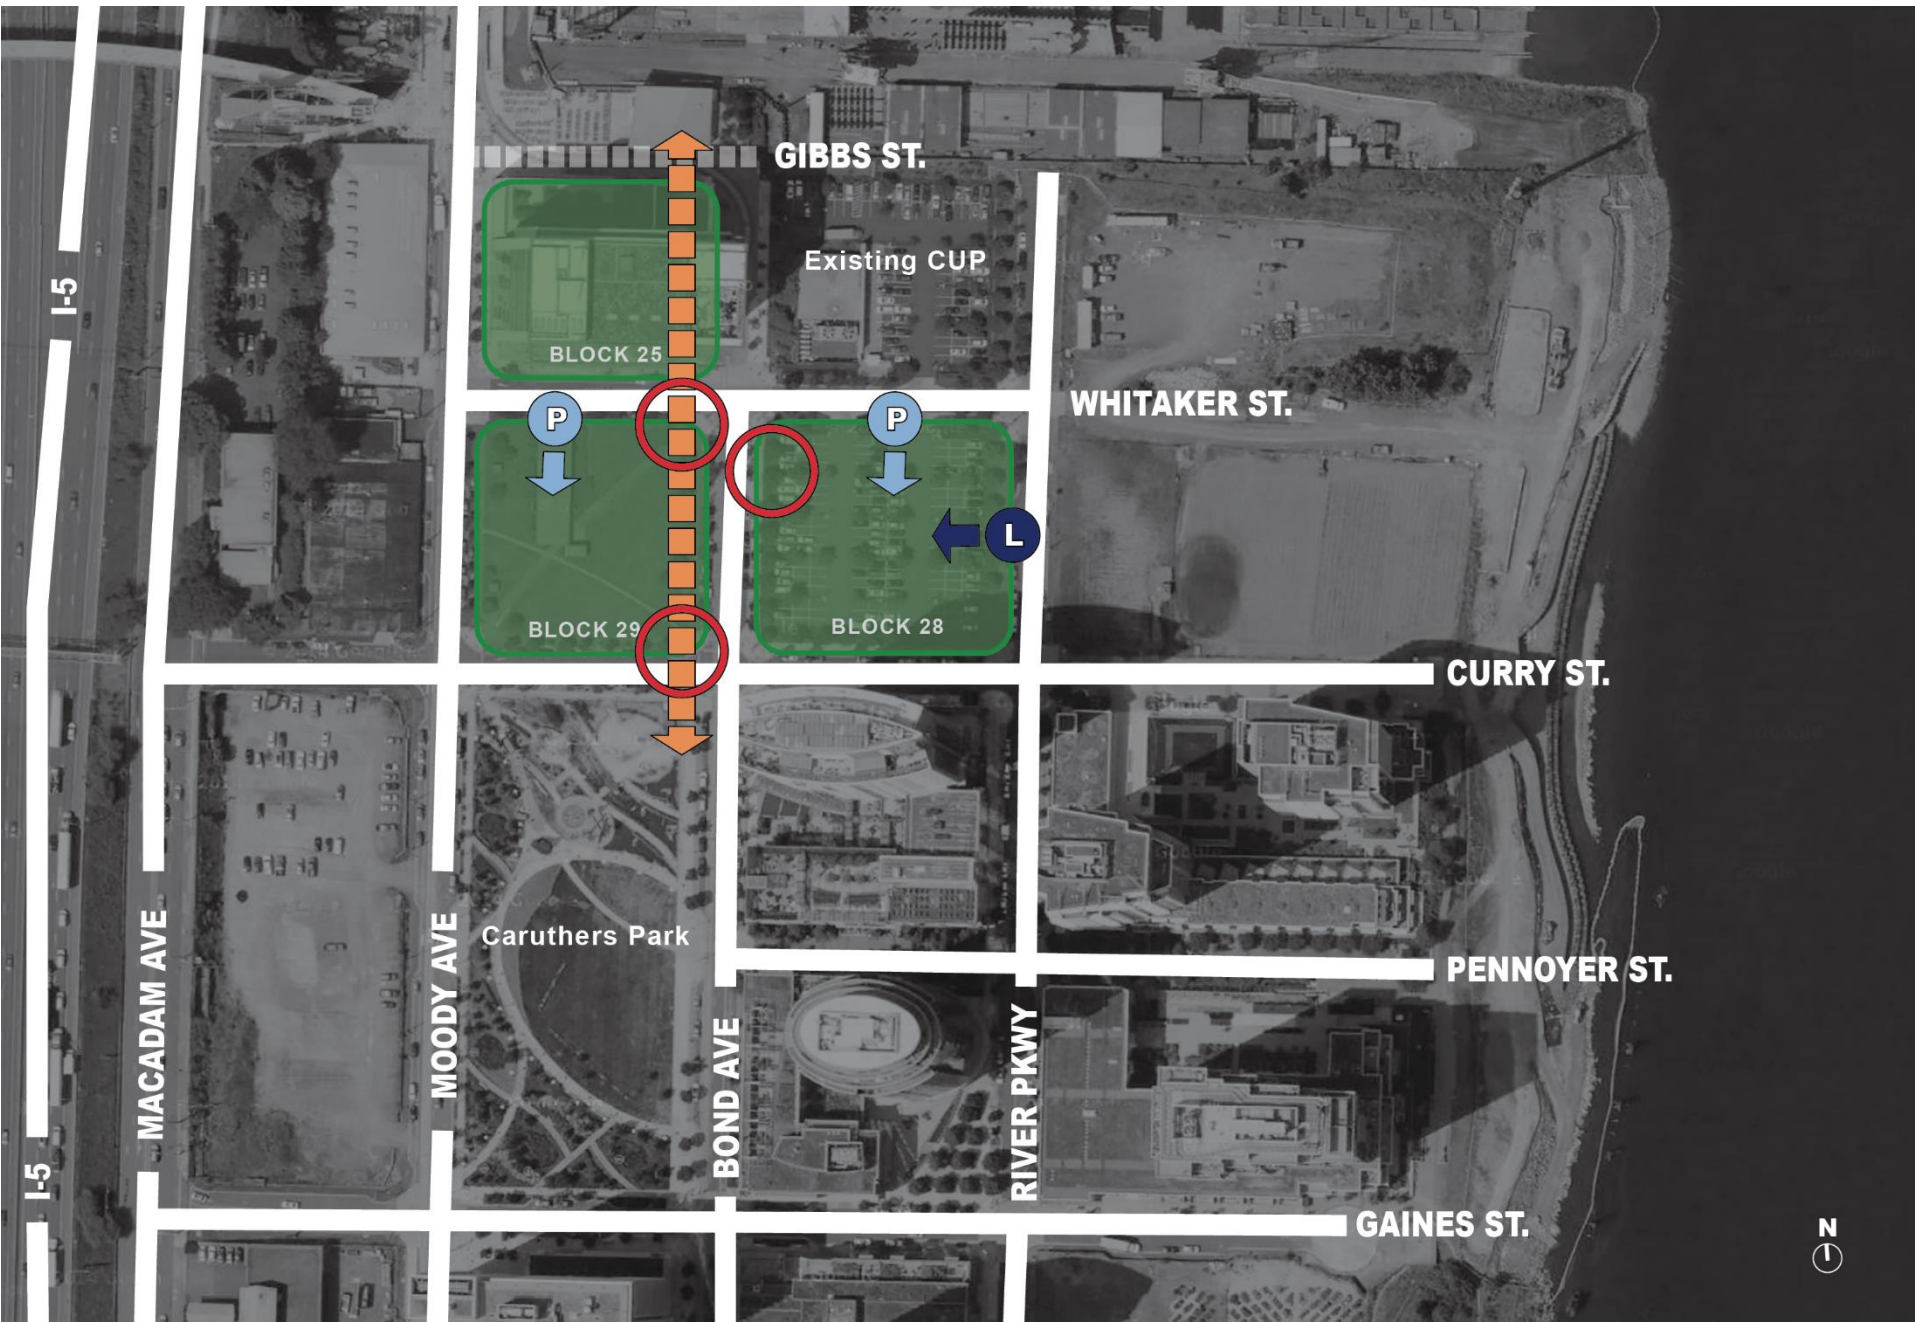 GIBBS ST.
I-5
Existing CUP
BLOCK 25
P
P
WHITAKER ST.
L
BLOCK 29
BLOCK 28
CURRY ST.
MACADAM AVE
MOODY AVE
Caruthers Park
PENNOYER ST.
BOND AVE
RIVER PKWY
I-5
GAINES ST.
N